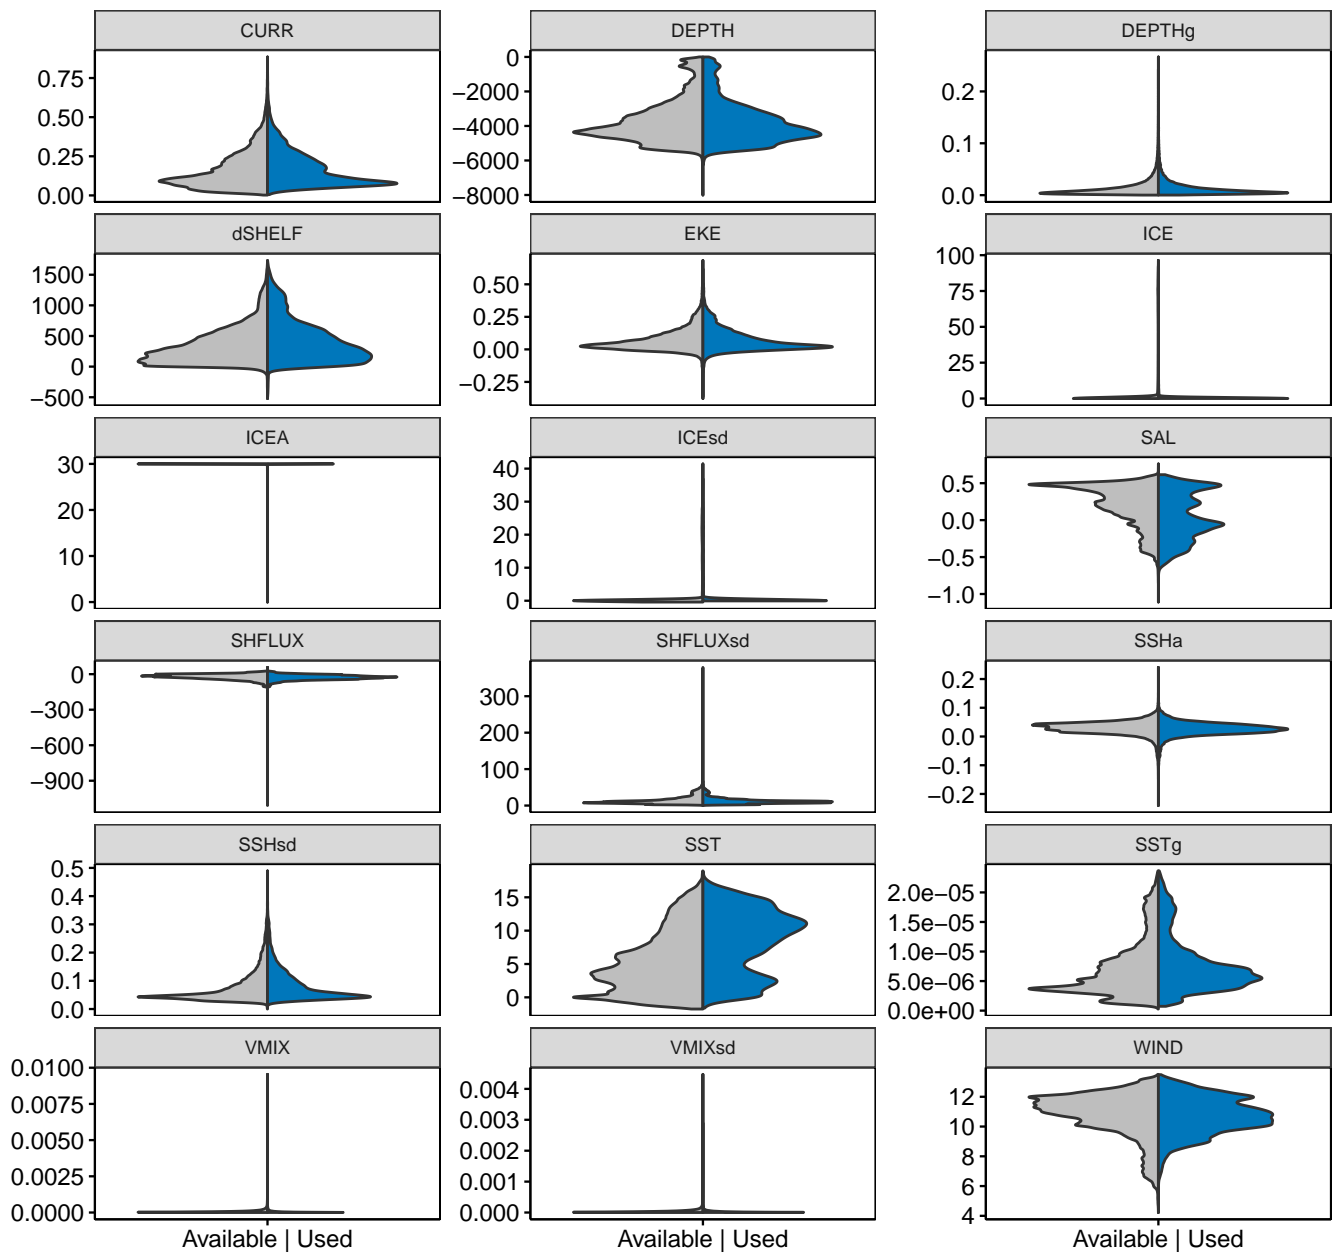 CURR
DEPTH
DEPTHg
0.75
0.50
0.25
0.00
0
−2000
−4000
−6000
−8000
0.2
0.1
0.0
dSHELF
EKE
ICE
1500
1000
500
0
−500
0.50
0.25
0.00
−0.25
100
75
50
25
0
ICEA
ICEsd
SAL
30
20
10
0
40
30
20
10
0
0.5
0.0
−0.5
−1.0
SHFLUX
SHFLUXsd
SSHa
0
−300
−600
−900
300
200
100
0
0.2
0.1
0.0
−0.1
−0.2
SSHsd
SST
SSTg
0.5
0.4
0.3
0.2
0.1
0.0
15
10
5
0
2.0e−05
1.5e−05
1.0e−05
5.0e−06
0.0e+00
VMIX
VMIXsd
WIND
0.0100
0.0075
0.0050
0.0025
0.0000
0.004
0.003
0.002
0.001
0.000
12
10
8
6
4
Available | Used
Available | Used
Available | Used